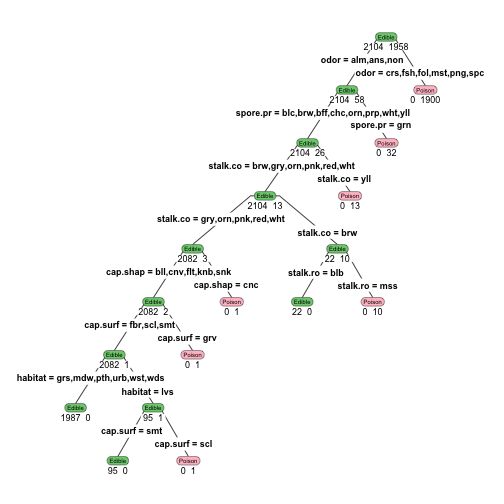 Edible
2104 1958
odor = alm,ans,non
odor = crs,fsh,fol,mst,png,spc
Edible
2104 58
Poison
0 1900
spore.pr = blc,brw,bff,chc,orn,prp,wht,yll
spore.pr = grn
Edible
2104 26
Poison
0 32
stalk.co = brw,gry,orn,pnk,red,wht
stalk.co = yll
Edible
2104 13
Poison
0 13
stalk.co = gry,orn,pnk,red,wht
stalk.co = brw
Edible
2082 3
Edible
22 10
cap.shap = bll,cnv,flt,knb,snk
cap.shap = cnc
stalk.ro = blb
stalk.ro = mss
Edible
2082 2
Poison
0 1
Edible
22 0
Poison
0 10
cap.surf = fbr,scl,smt
cap.surf = grv
Edible
2082 1
Poison
0 1
habitat = grs,mdw,pth,urb,wst,wds
habitat = lvs
Edible
1987 0
Edible
95 1
cap.surf = smt
cap.surf = scl
Edible
95 0
Poison
0 1